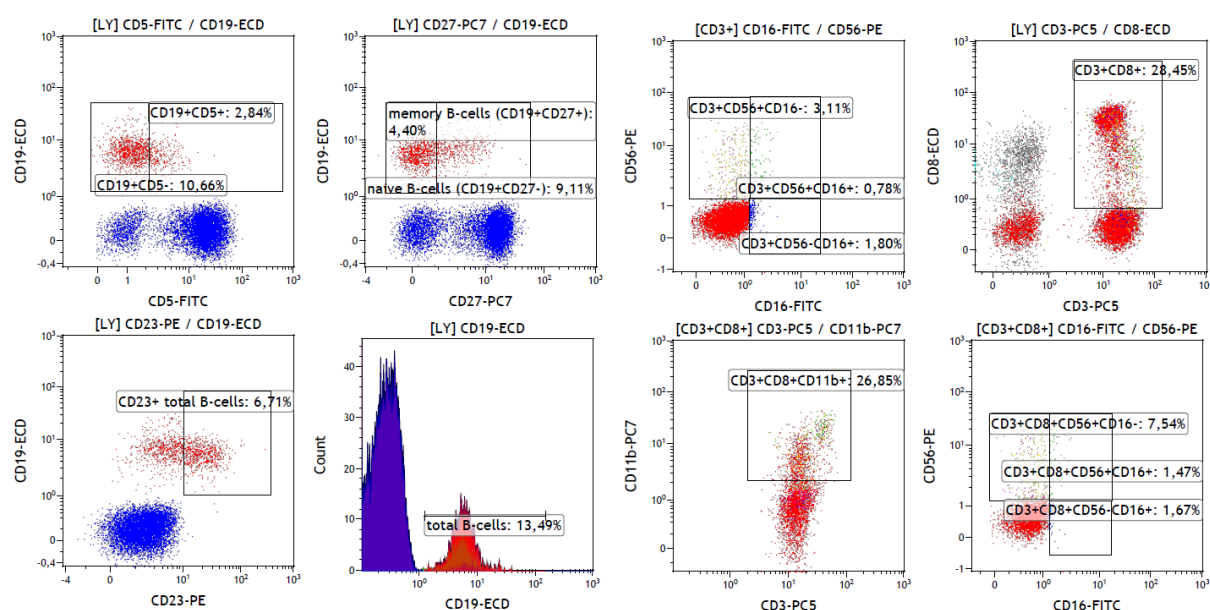 [LY] CD5-FITC / CD19-ECD
10³
10²
10¹
10⁰
0
-0,4
CD19-ECD
CD19+CD5+: 2,84%
CD19+CD5-: 10,66%
0
1
10¹
10²
10³
CD5-FITC
[LY] CD27-PC7 / CD19-ECD
10³
10²
10¹
10⁰
0
-0,4
CD19-ECD
memory B-cells (CD19+CD27+):
4,40%
naive B-cells (CD19+CD27-): 9,11%
-4
0
10¹
10²
10³
CD27-PC7
[CD3+] CD16-FITC / CD56-PE
10³
10²
10¹
1
0
-1
CD56-PE
CD3+CD56+CD16-: 3,11%
CD3+CD56+CD16+: 0,78%
CD3+CD56-CD16+: 1,80%
0
10⁰
10¹
10²
10³
CD16-FITC
[LY] CD3-PC5 / CD8-ECD
10³
10²
10¹
10⁰
0
CD8-ECD
CD3+CD8+: 28,45%
0
10⁰
10¹
10²
10³
CD3-PC5
[LY] CD23-PE / CD19-ECD
10³
10²
10¹
10⁰
0
-0,4
CD19-ECD
CD23+ total B-cells: 6,71%
-4
0
10¹
10²
10³
CD23-PE
[LY] CD19-ECD
40
30
20
10
0
Count
total B-cells: 13,49%
10⁰
10¹
10²
10³
CD19-ECD
[CD3+CD8+] CD3-PC5 / CD11b-PC7
10³
10²
10¹
10⁰
0
CD11b-PC7
CD3+CD8+CD11b+: 26,85%
0
10⁰
10¹
10²
10³
CD3-PC5
[CD3+CD8+] CD16-FITC / CD56-PE
10³
10²
10¹
1
0
-1
CD56-PE
CD3+CD8+CD56+CD16-: 7,54%
CD3+CD8+CD56+CD16+: 1,47%
CD3+CD8+CD56-CD16+: 1,67%
0
10⁰
10¹
10²
10³
CD16-FITC